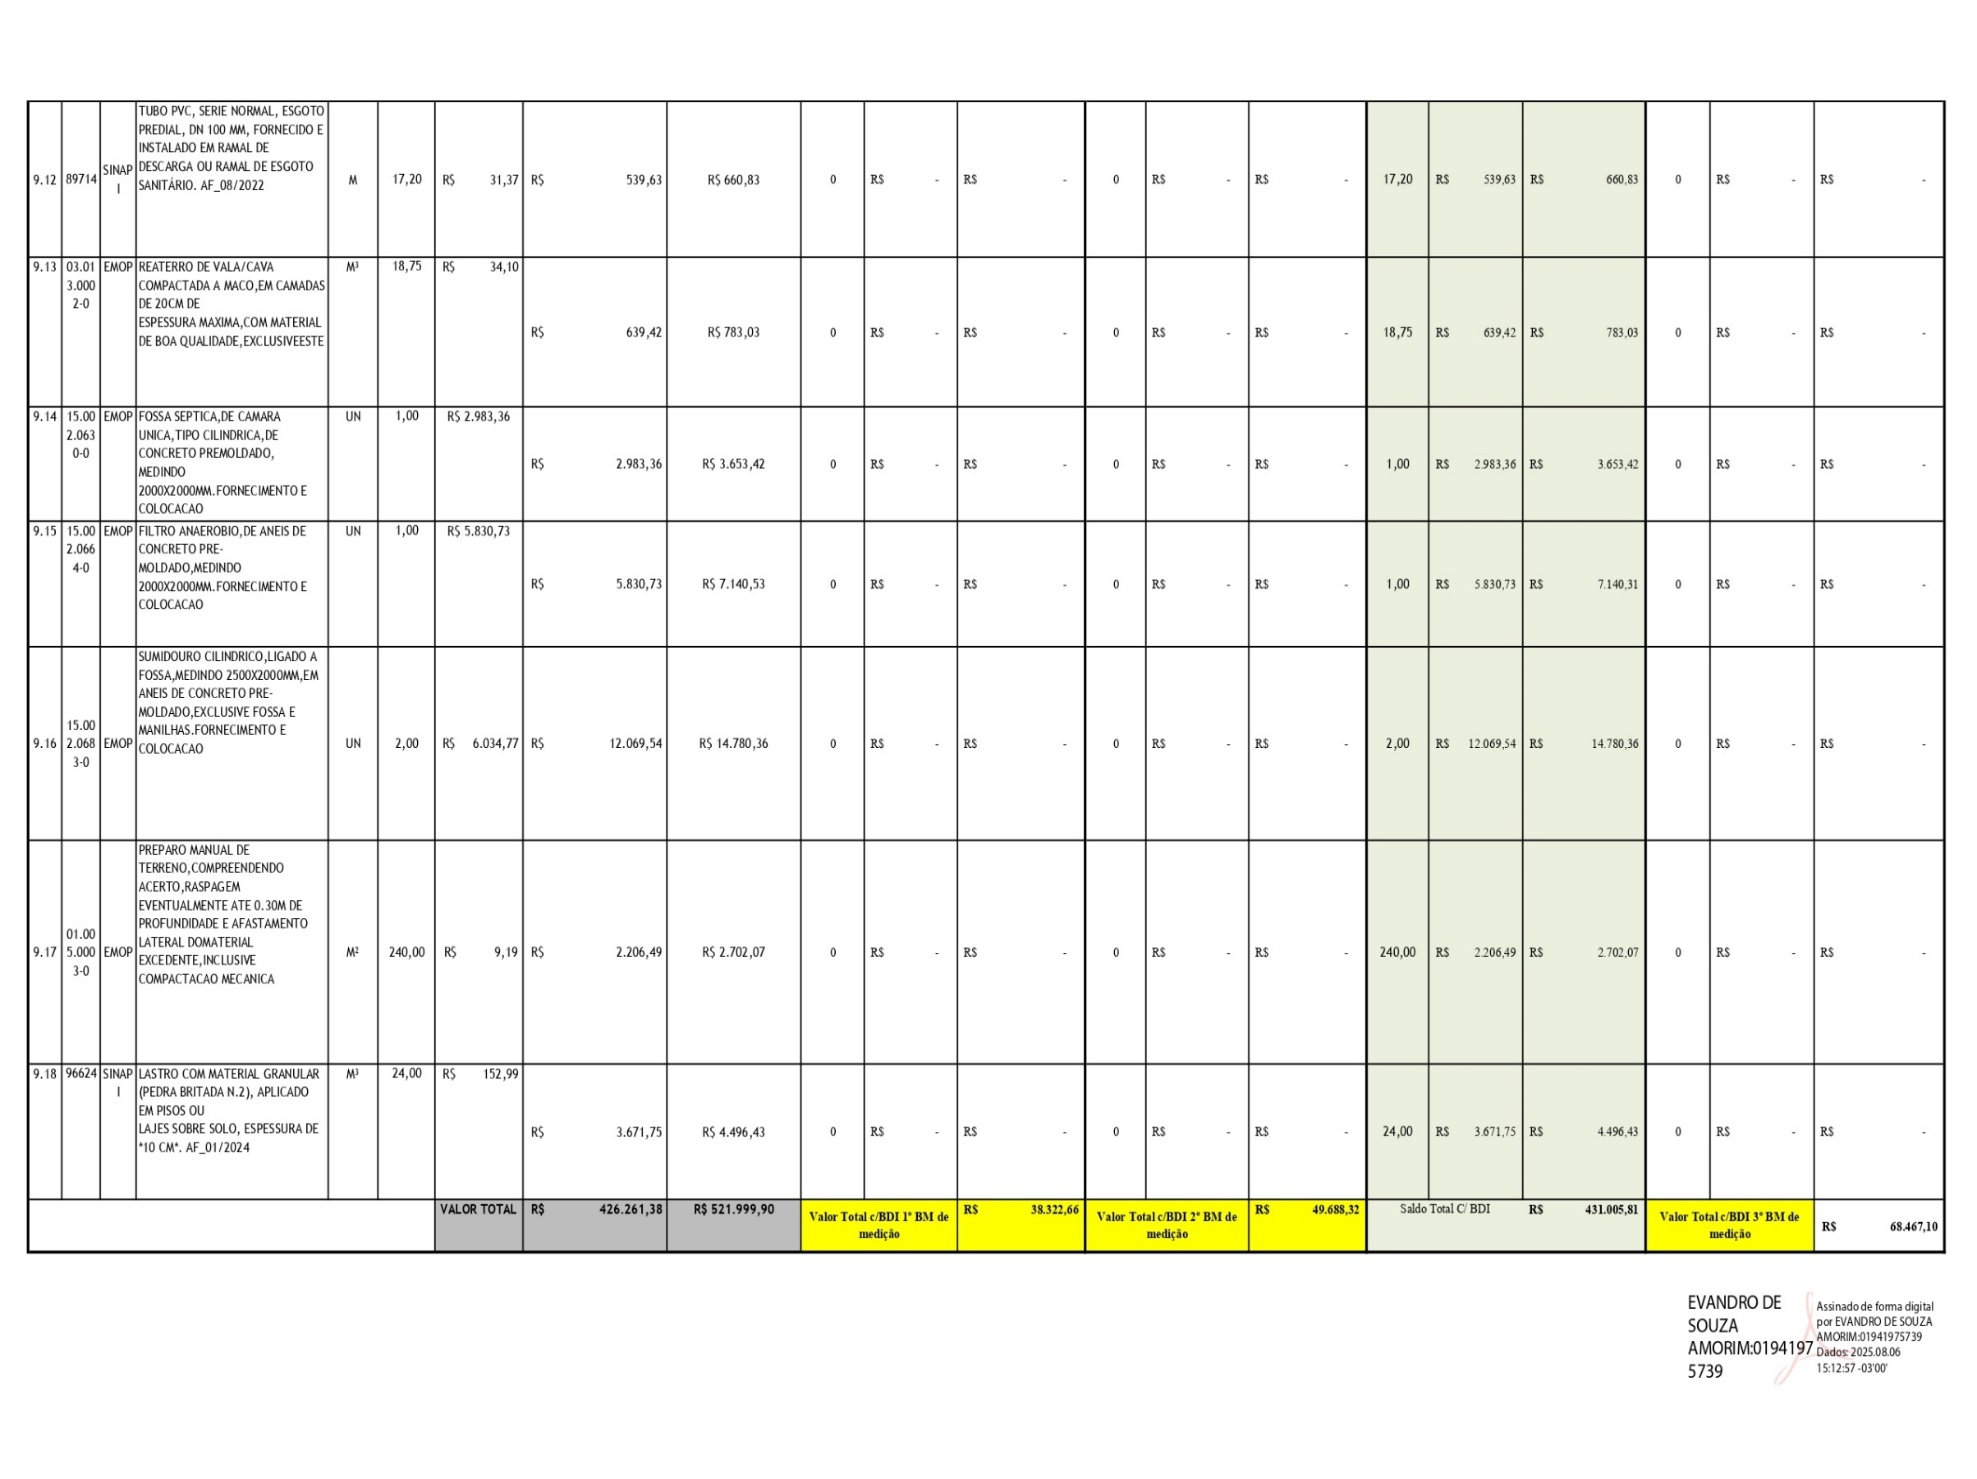 TUBO PVC, SERIE NORMAL, ESGOTO
PREDIAL, DN 100 MM, FORNECIDO E
INSTALADO EM RAMAL DE
DESCARGA OU RAMAL DE ESGOTO
SANITÁRIO. AF_08/2022
9.12 89714 SINAP
I
M 17,20 R$ 31,37 R$ 539,63 R$ 660,83 0 R$ - R$ - 0 R$ - R$ - 17,20 R$ 539,63 R$ 660,83 0 R$ - R$ -
9.13 03.01
3.000
2-0
EMOP REATERRO DE VALA/CAVA
COMPACTADA A MACO,EM CAMADAS
DE 20CM DE
ESPESSURA MAXIMA,COM MATERIAL
DE BOA QUALIDADE,EXCLUSIVEESTE
M³ 18,75 R$ 34,10
R$ 639,42 R$ 783,03 0 R$ - R$ - 0 R$ - R$ - 18,75 R$ 639,42 R$ 783,03 0 R$ - R$ -
9.14 15.00
2.063
0-0
EMOP FOSSA SEPTICA,DE CAMARA
UNICA,TIPO CILINDRICA,DE
CONCRETO PREMOLDADO,
MEDINDO
2000X2000MM.FORNECIMENTO E
COLOCACAO
UN 1,00 R$ 2.983,36
R$ 2.983,36 R$ 3.653,42 0 R$ - R$ - 0 R$ - R$ - 1,00 R$ 2.983,36 R$ 3.653,42 0 R$ - R$ -
9.15 15.00
2.066
4-0
EMOP FILTRO ANAEROBIO,DE ANEIS DE
CONCRETO PRE-
MOLDADO,MEDINDO
2000X2000MM.FORNECIMENTO E
COLOCACAO
UN 1,00 R$ 5.830,73
R$ 5.830,73 R$ 7.140,53 0 R$ - R$ - 0 R$ - R$ - 1,00 R$ 5.830,73 R$ 7.140,31 0 R$ - R$ -
SUMIDOURO CILINDRICO,LIGADO A
FOSSA,MEDINDO 2500X2000MM,EM
ANEIS DE CONCRETO PRE-
MOLDADO,EXCLUSIVE FOSSA E
MANILHAS.FORNECIMENTO E
COLOCACAO
9.16 15.00
2.068
3-0
EMOP UN 2,00 R$ 6.034,77 R$ 12.069,54 R$ 14.780,36 0 R$ - R$ - 0 R$ - R$ - 2,00 R$ 12.069,54 R$ 14.780,36 0 R$ - R$ -
PREPARO MANUAL DE
TERRENO,COMPREENDENDO
ACERTO,RASPAGEM
EVENTUALMENTE ATE 0.30M DE
PROFUNDIDADE E AFASTAMENTO
LATERAL DOMATERIAL
EXCEDENTE,INCLUSIVE
COMPACTACAO MECANICA
9.17 01.00
5.000
3-0
EMOP M² 240,00 R$ 9,19 R$ 2.206,49 R$ 2.702,07 0 R$ - R$ - 0 R$ - R$ - 240,00 R$ 2.206,49 R$ 2.702,07 0 R$ - R$ -
9.18 96624 SINAP
I
LASTRO COM MATERIAL GRANULAR
(PEDRA BRITADA N.2), APLICADO
EM PISOS OU
LAJES SOBRE SOLO, ESPESSURA DE
*10 CM*. AF_01/2024
M³ 24,00 R$ 152,99
R$ 3.671,75 R$ 4.496,43 0 R$ - R$ - 0 R$ - R$ - 24,00 R$ 3.671,75 R$ 4.496,43 0 R$ - R$ -
VALOR TOTAL R$ 426.261,38 R$ 521.999,90
Valor Total c/BDI 1º BM de
medição
R$ 38.322,66
Valor Total c/BDI 2º BM de
medição
R$ 49.688,32
Saldo Total C/ BDI R$ 431.005,81
Valor Total c/BDI 3º BM de
medição
R$ 68.467,10
EVANDRO DE
SOUZA
AMORIM:0194197
5739
Assinado de forma digital
por EVANDRO DE SOUZA
AMORIM:01941975739
Dados: 2025.08.06
15:12:57 -03'00'